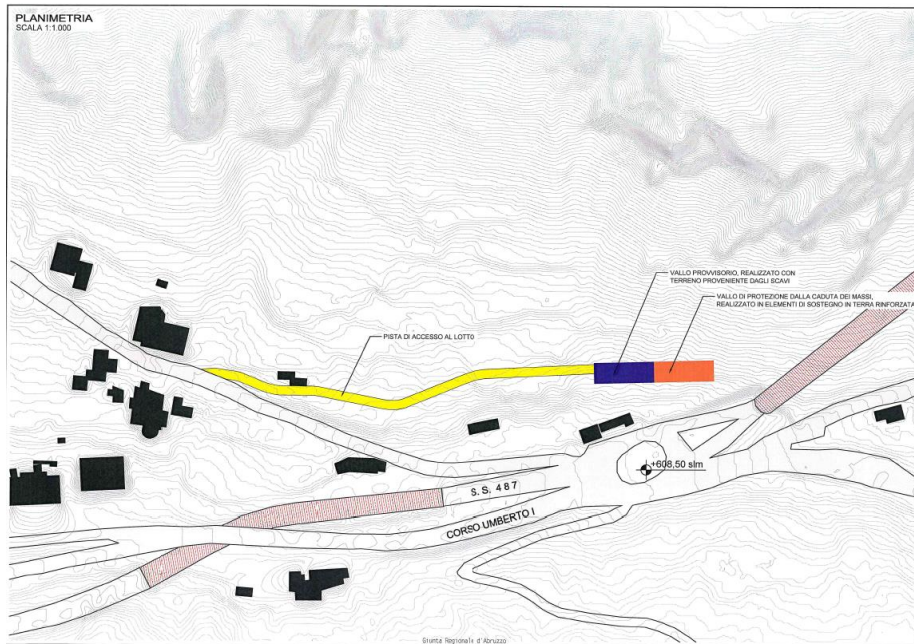 PLANIMETRIA
SCALA 1:1.000
VALLO PROVVISORIO, REALIZZATO CON
TERRENO PROVENIENTE DAGLI SCAVI
VALLO DI PROTEZIONE DALLA CADUTA DEI MASSI,
REALIZZATO IN ELEMENTI DI SOSTEGNO IN TERRA RINFORZATA
PISTA DI ACCESSO AL LOTTO
+608,50 slm
S.S. 487
CORSO UMBERTO I
Giunta Regionale d'Abruzzo